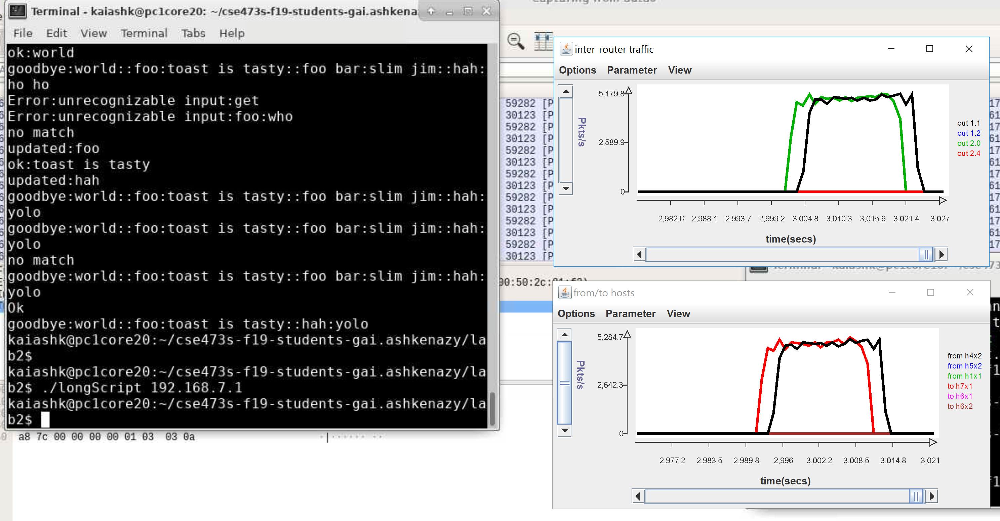 Terminal - kaiashk@pc1core20: ~/cse473s-f19-students-gai.ashkena
File Edit View Terminal Tabs Help
ok:world
goodbye:world::foo:toast is tasty::foo bar:slim jim::hah:
ho ho
Error:unrecognizable input:get
Error:unrecognizable input:foo:who
no match
updated:foo
ok:toast is tasty
updated:hah
goodbye:world::foo:toast is tasty::foo bar:slim jim::hah:
yolo
goodbye:world::foo:toast is tasty::foo bar:slim jim::hah:
yolo
no match
goodbye:world::foo:toast is tasty::foo bar:slim jim::hah:
yolo
Ok
goodbye:world::foo:toast is tasty::hah:yolo
kaiashk@pc1core20:~/cse473s-f19-students-gai.ashkenazy/la
b2$
kaiashk@pc1core20:~/cse473s-f19-students-gai.ashkenazy/la
b2$ ./longScript 192.168.7.1
kaiashk@pc1core20:~/cse473s-f19-students-gai.ashkenazy/la
b2$
a8 7c 00 00 00 00 01 03 03 0a
59282 [P
30123 [P
59282 [P
30123 [P
59282 [P
30123 [P
59282 [P
30123 [P
59282 [P
30123 [P
59282 [P
30123 [P
59282 [P
30123 [P
inter-router traffic
Options Parameter View
Pkts/s
5,179.8
2,589.9
0
2,982.6 2,988.1 2,993.7 2,999.2 3,004.8 3,010.3 3,015.9 3,021.4 3,027
time(secs)
out 1.1
out 1.2
out 2.0
out 2.4
00:50:2c:
from/to hosts
Options Parameter View
Pkts/s
5,284.7
2,642.3
0
2,977.2 2,983.5 2,989.8 2,996 3,002.2 3,008.5 3,014.8 3,021
time(secs)
from h4x2
from h5x2
from h1x1
to h7x1
to h6x1
to h6x2